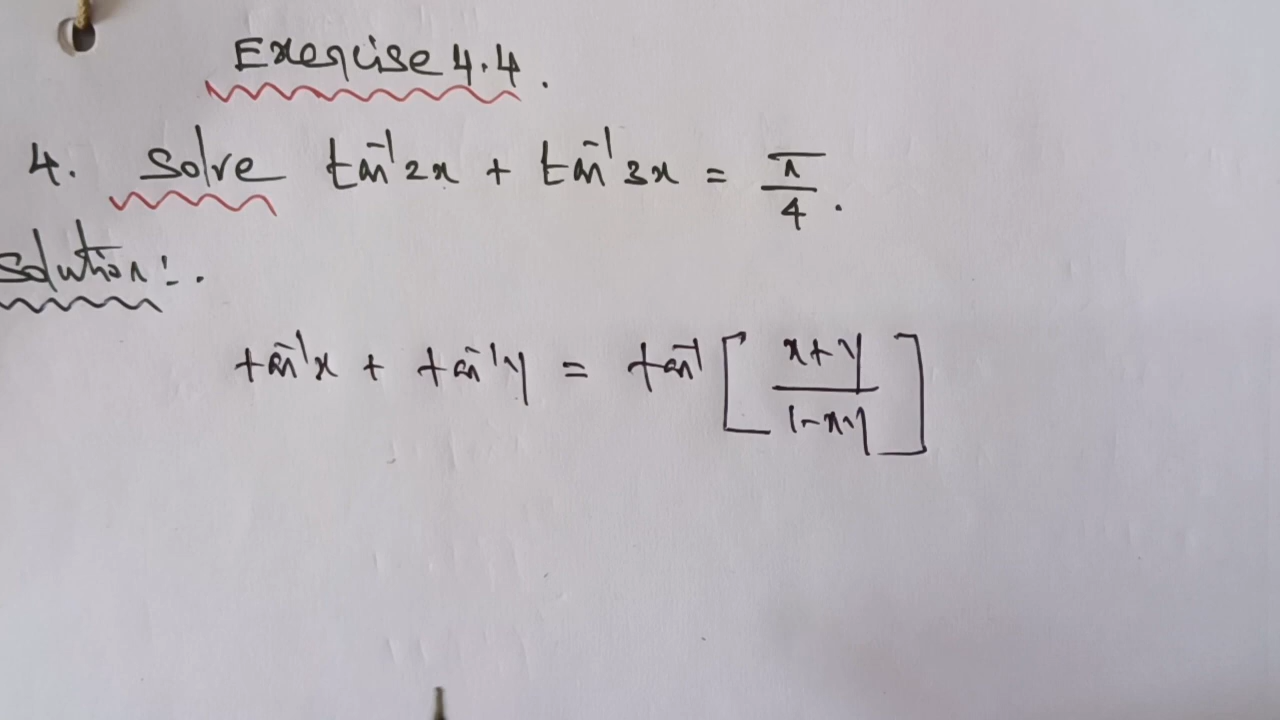 Exercise 4.4.
4. Solve tan⁻¹2x + tan⁻¹3x = π/4.
Solution:.
tan⁻¹x + tan⁻¹y = tan⁻¹[(x+y)/(1-xy)]